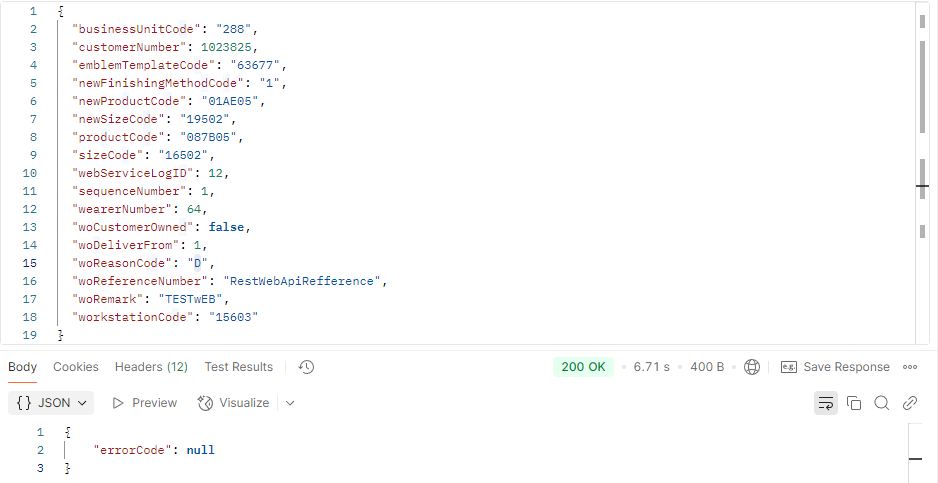 1 {
2 "businessUnitCode": "288",
3 "customerNumber": 1023825,
4 "emblemTemplateCode": "63677",
5 "newFinishingMethodCode": "1",
6 "newProductCode": "01AE05",
7 "newSizeCode": "19502",
8 "productCode": "087B05",
9 "sizeCode": "16502",
10 "webServiceLogID": 12,
11 "sequenceNumber": 1,
12 "wearerNumber": 64,
13 "woCustomerOwned": false,
14 "woDeliverFrom": 1,
15 "woReasonCode": "D",
16 "woReferenceNumber": "RestWebApiRefference",
17 "woRemark": "TESTwEB",
18 "workstationCode": "15603"
19 }
Body Cookies Headers (12) Test Results 200 OK 6.71 s 400 B e.g. Save Response
{} JSON Preview Visualize
1 {
2 "errorCode": null
3 }